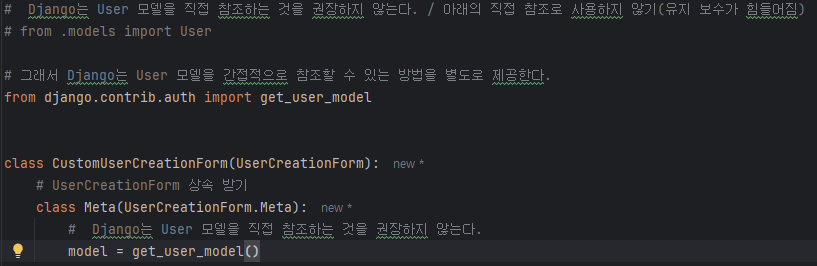 #  Django는 User 모델을 직접 참조하는 것을 권장하지 않는다. / 아래의 직접 참조로 사용하지 않기(유지 보수가 힘들어짐)
# from .models import User
# 그래서 Django는 User 모델을 간접적으로 참조할 수 있는 방법을 별도로 제공한다.
from django.contrib.auth import get_user_model
class CustomUserCreationForm(UserCreationForm): new *
# UserCreationForm 상속 받기
class Meta(UserCreationForm.Meta): new *
#  Django는 User 모델을 직접 참조하는 것을 권장하지 않는다.
model = get_user_model()